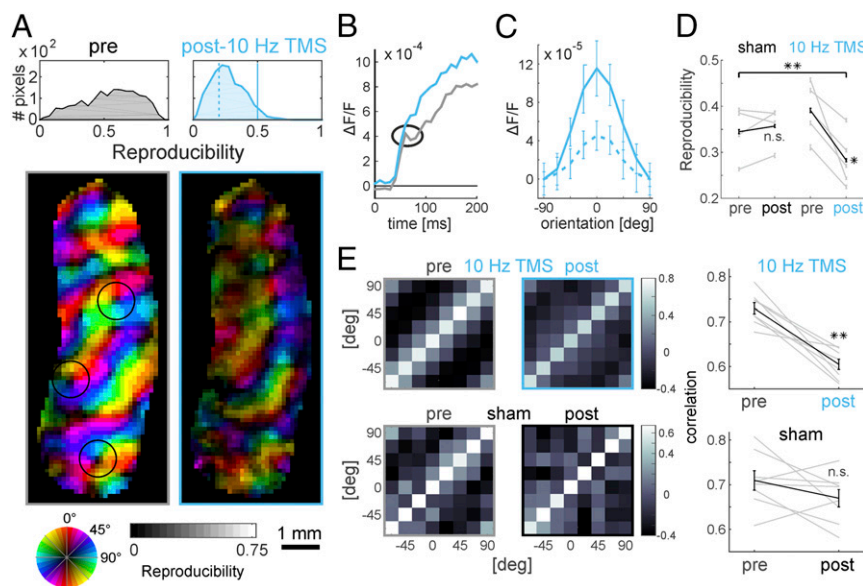 A
pre
post-10 Hz TMS
x 10²
# pixels
2
1
0
0 0.5 1
0 0.5 1
Reproducibility
0°
45°
90°
0 0.75
Reproducibility
1 mm
B
x 10⁻⁴
ΔF/F
10
8
6
4
2
0
0 100 200
time [ms]
C
x 10⁻⁵
ΔF/F
15
10
5
0
-90 0 90
orientation [deg]
D
sham 10 Hz TMS
**
Reproducibility
0.5
0.4
0.3
0.2
n.s.
*
pre post Pre post
E
pre 10 Hz TMS post
[deg]
90
45
0
-45
0.8
0.4
0
-0.4
pre sham post
[deg]
90
45
0
-45
-45 0 45 90
-45 0 45 90
[deg]
0.8
0.4
0
-0.4
10 Hz TMS
correlation
0.8
0.7
0.6
**
Pre post
sham
0.8
0.7
0.6
n.s.
Pre post